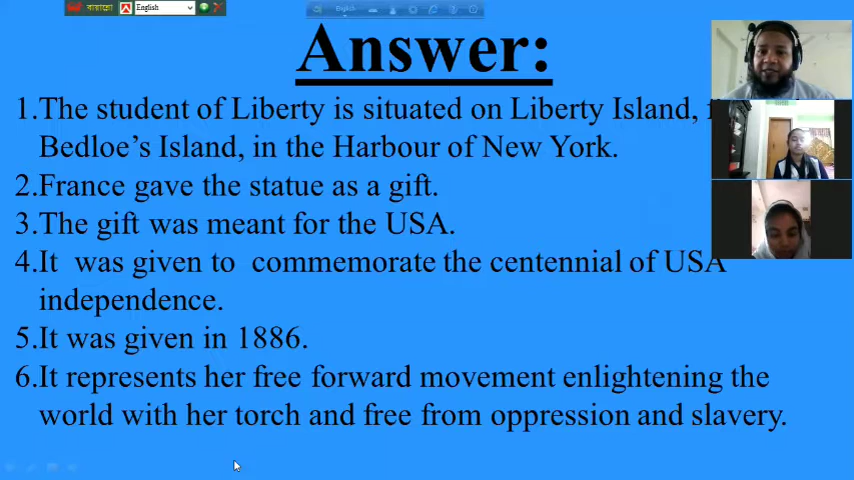 বায়ান্নো English English
Answer:
1.The student of Liberty is situated on Liberty Island,
Bedloe's Island, in the Harbour of New York.
2.France gave the statue as a gift.
3.The gift was meant for the USA.
4.It was given to commemorate the centennial of USA
independence.
5.It was given in 1886.
6.It represents her free forward movement enlightening the
world with her torch and free from oppression and slavery.